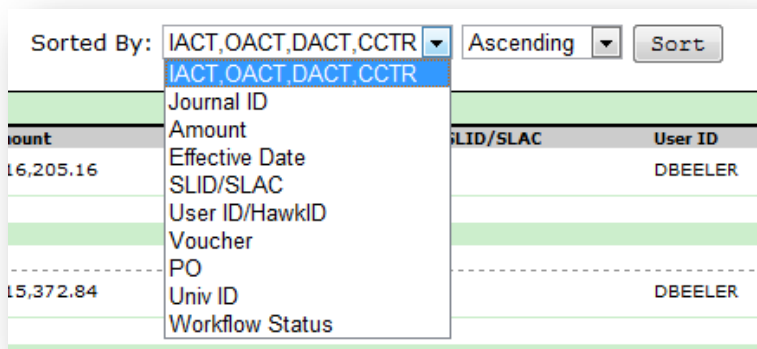 Sorted By: IACT,OACT,DACT,CCTR Ascending Sort
IACT,OACT,DACT,CCTR
Journal ID
Amount
Effective Date
SLID/SLAC
User ID/HawkID
Voucher
PO
Univ ID
Workflow Status
ount SLID/SLAC User ID
16,205.16 DBEELER
15,372.84 DBEELER